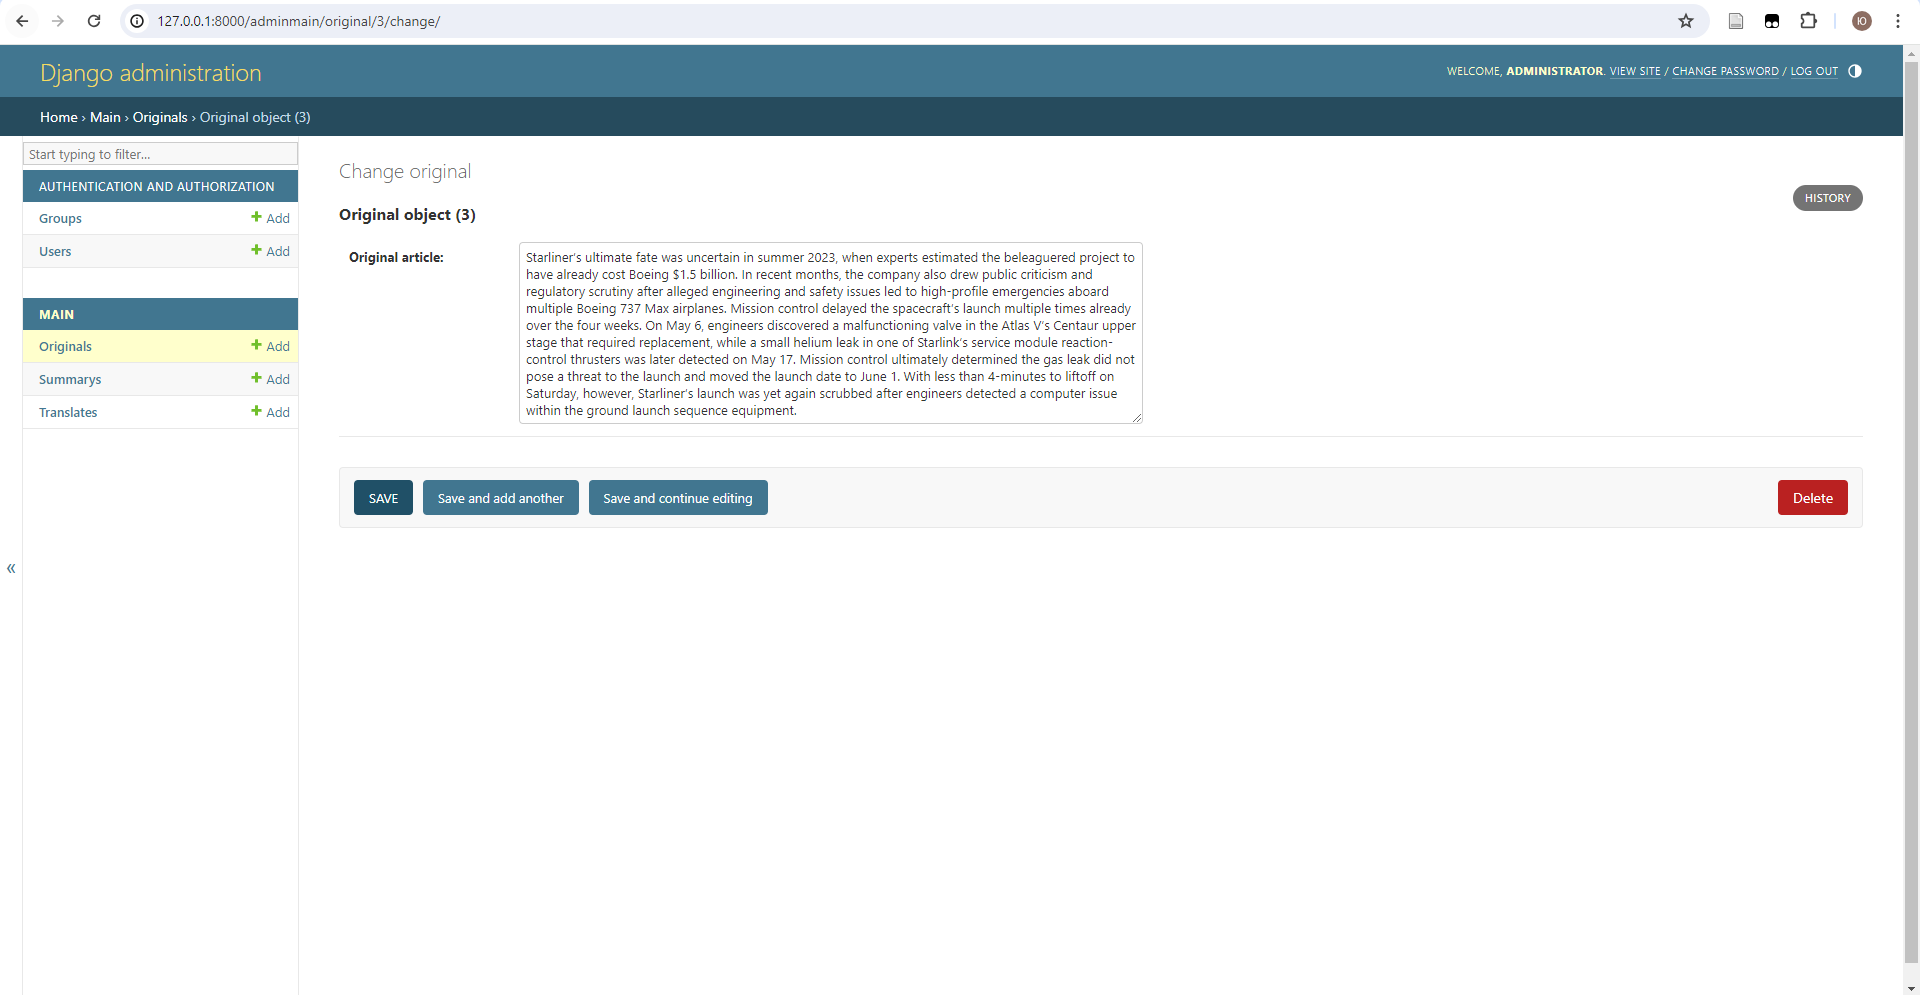 127.0.0.1:8000/adminmain/original/3/change/
Ю
Django administration
WELCOME, ADMINISTRATOR. VIEW SITE / CHANGE PASSWORD / LOG OUT
Home › Main › Originals › Original object (3)
Start typing to filter...
AUTHENTICATION AND AUTHORIZATION
Groups + Add
Users + Add
MAIN
Originals + Add
Summarys + Add
Translates + Add
«
Change original
HISTORY
Original object (3)
Original article:
Starliner's ultimate fate was uncertain in summer 2023, when experts estimated the beleaguered project to
have already cost Boeing $1.5 billion. In recent months, the company also drew public criticism and
regulatory scrutiny after alleged engineering and safety issues led to high-profile emergencies aboard
multiple Boeing 737 Max airplanes. Mission control delayed the spacecraft's launch multiple times already
over the four weeks. On May 6, engineers discovered a malfunctioning valve in the Atlas V's Centaur upper
stage that required replacement, while a small helium leak in one of Starlink's service module reaction-
control thrusters was later detected on May 17. Mission control ultimately determined the gas leak did not
pose a threat to the launch and moved the launch date to June 1. With less than 4-minutes to liftoff on
Saturday, however, Starliner's launch was yet again scrubbed after engineers detected a computer issue
within the ground launch sequence equipment.
SAVE
Save and add another
Save and continue editing
Delete